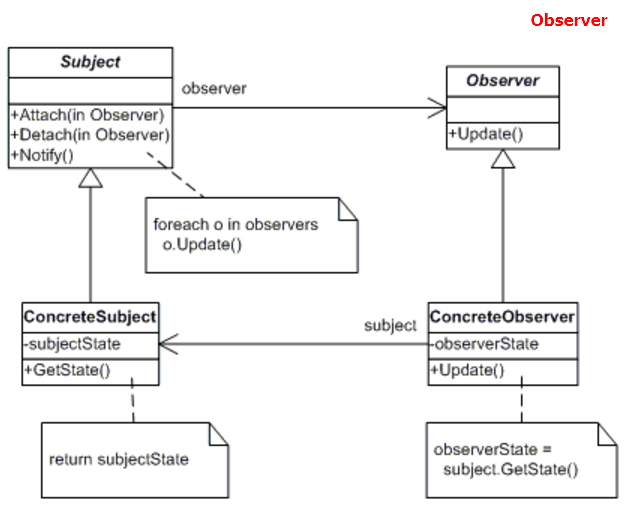 Observer
Subject
+Attach(in Observer)
+Detach(in Observer)
+Notify()
observer
Observer
+Update()
foreach o in observers
o.Update()
ConcreteSubject
-subjectState
+GetState()
subject
ConcreteObserver
-observerState
+Update()
return subjectState
observerState =
subject.GetState()